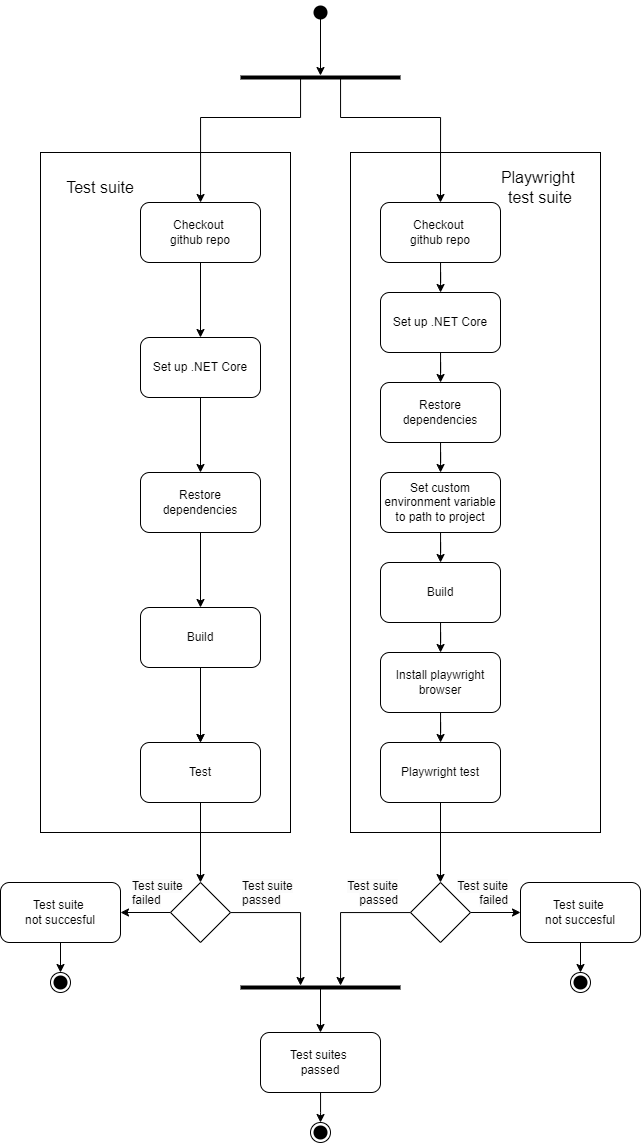 Test suite
Checkout
github repo
Set up .NET Core
Restore
dependencies
Build
Test
Playwright
test suite
Checkout
github repo
Set up .NET Core
Restore
dependencies
Set custom
environment variable
to path to project
Build
Install playwright
browser
Playwright test
Test suite
failed
Test suite
passed
Test suite
passed
Test suite
failed
Test suite
not succesful
Test suite
not succesful
Test suites
passed